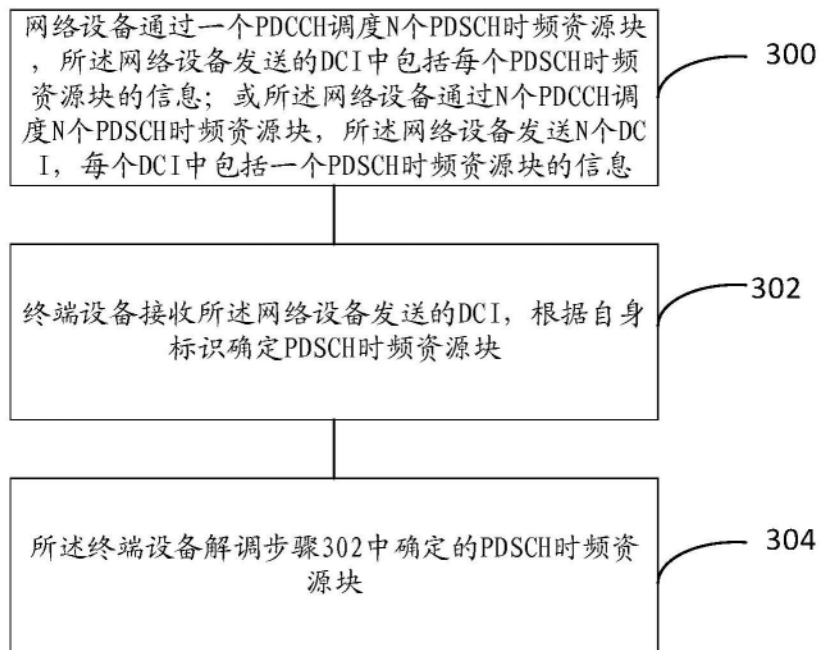 网络设备通过一个PDCCH调度N个PDSCH时频资源块
，所述网络设备发送的DCI中包括每个PDSCH时频
资源块的信息；或所述网络设备通过N个PDCCH调
度N个PDSCH时频资源块，所述网络设备发送N个DC
I，每个DCI中包括一个PDSCH时频资源块的信息
300
终端设备接收所述网络设备发送的DCI，根据自身
标识确定PDSCH时频资源块
302
所述终端设备解调步骤302中确定的PDSCH时频资
源块
304